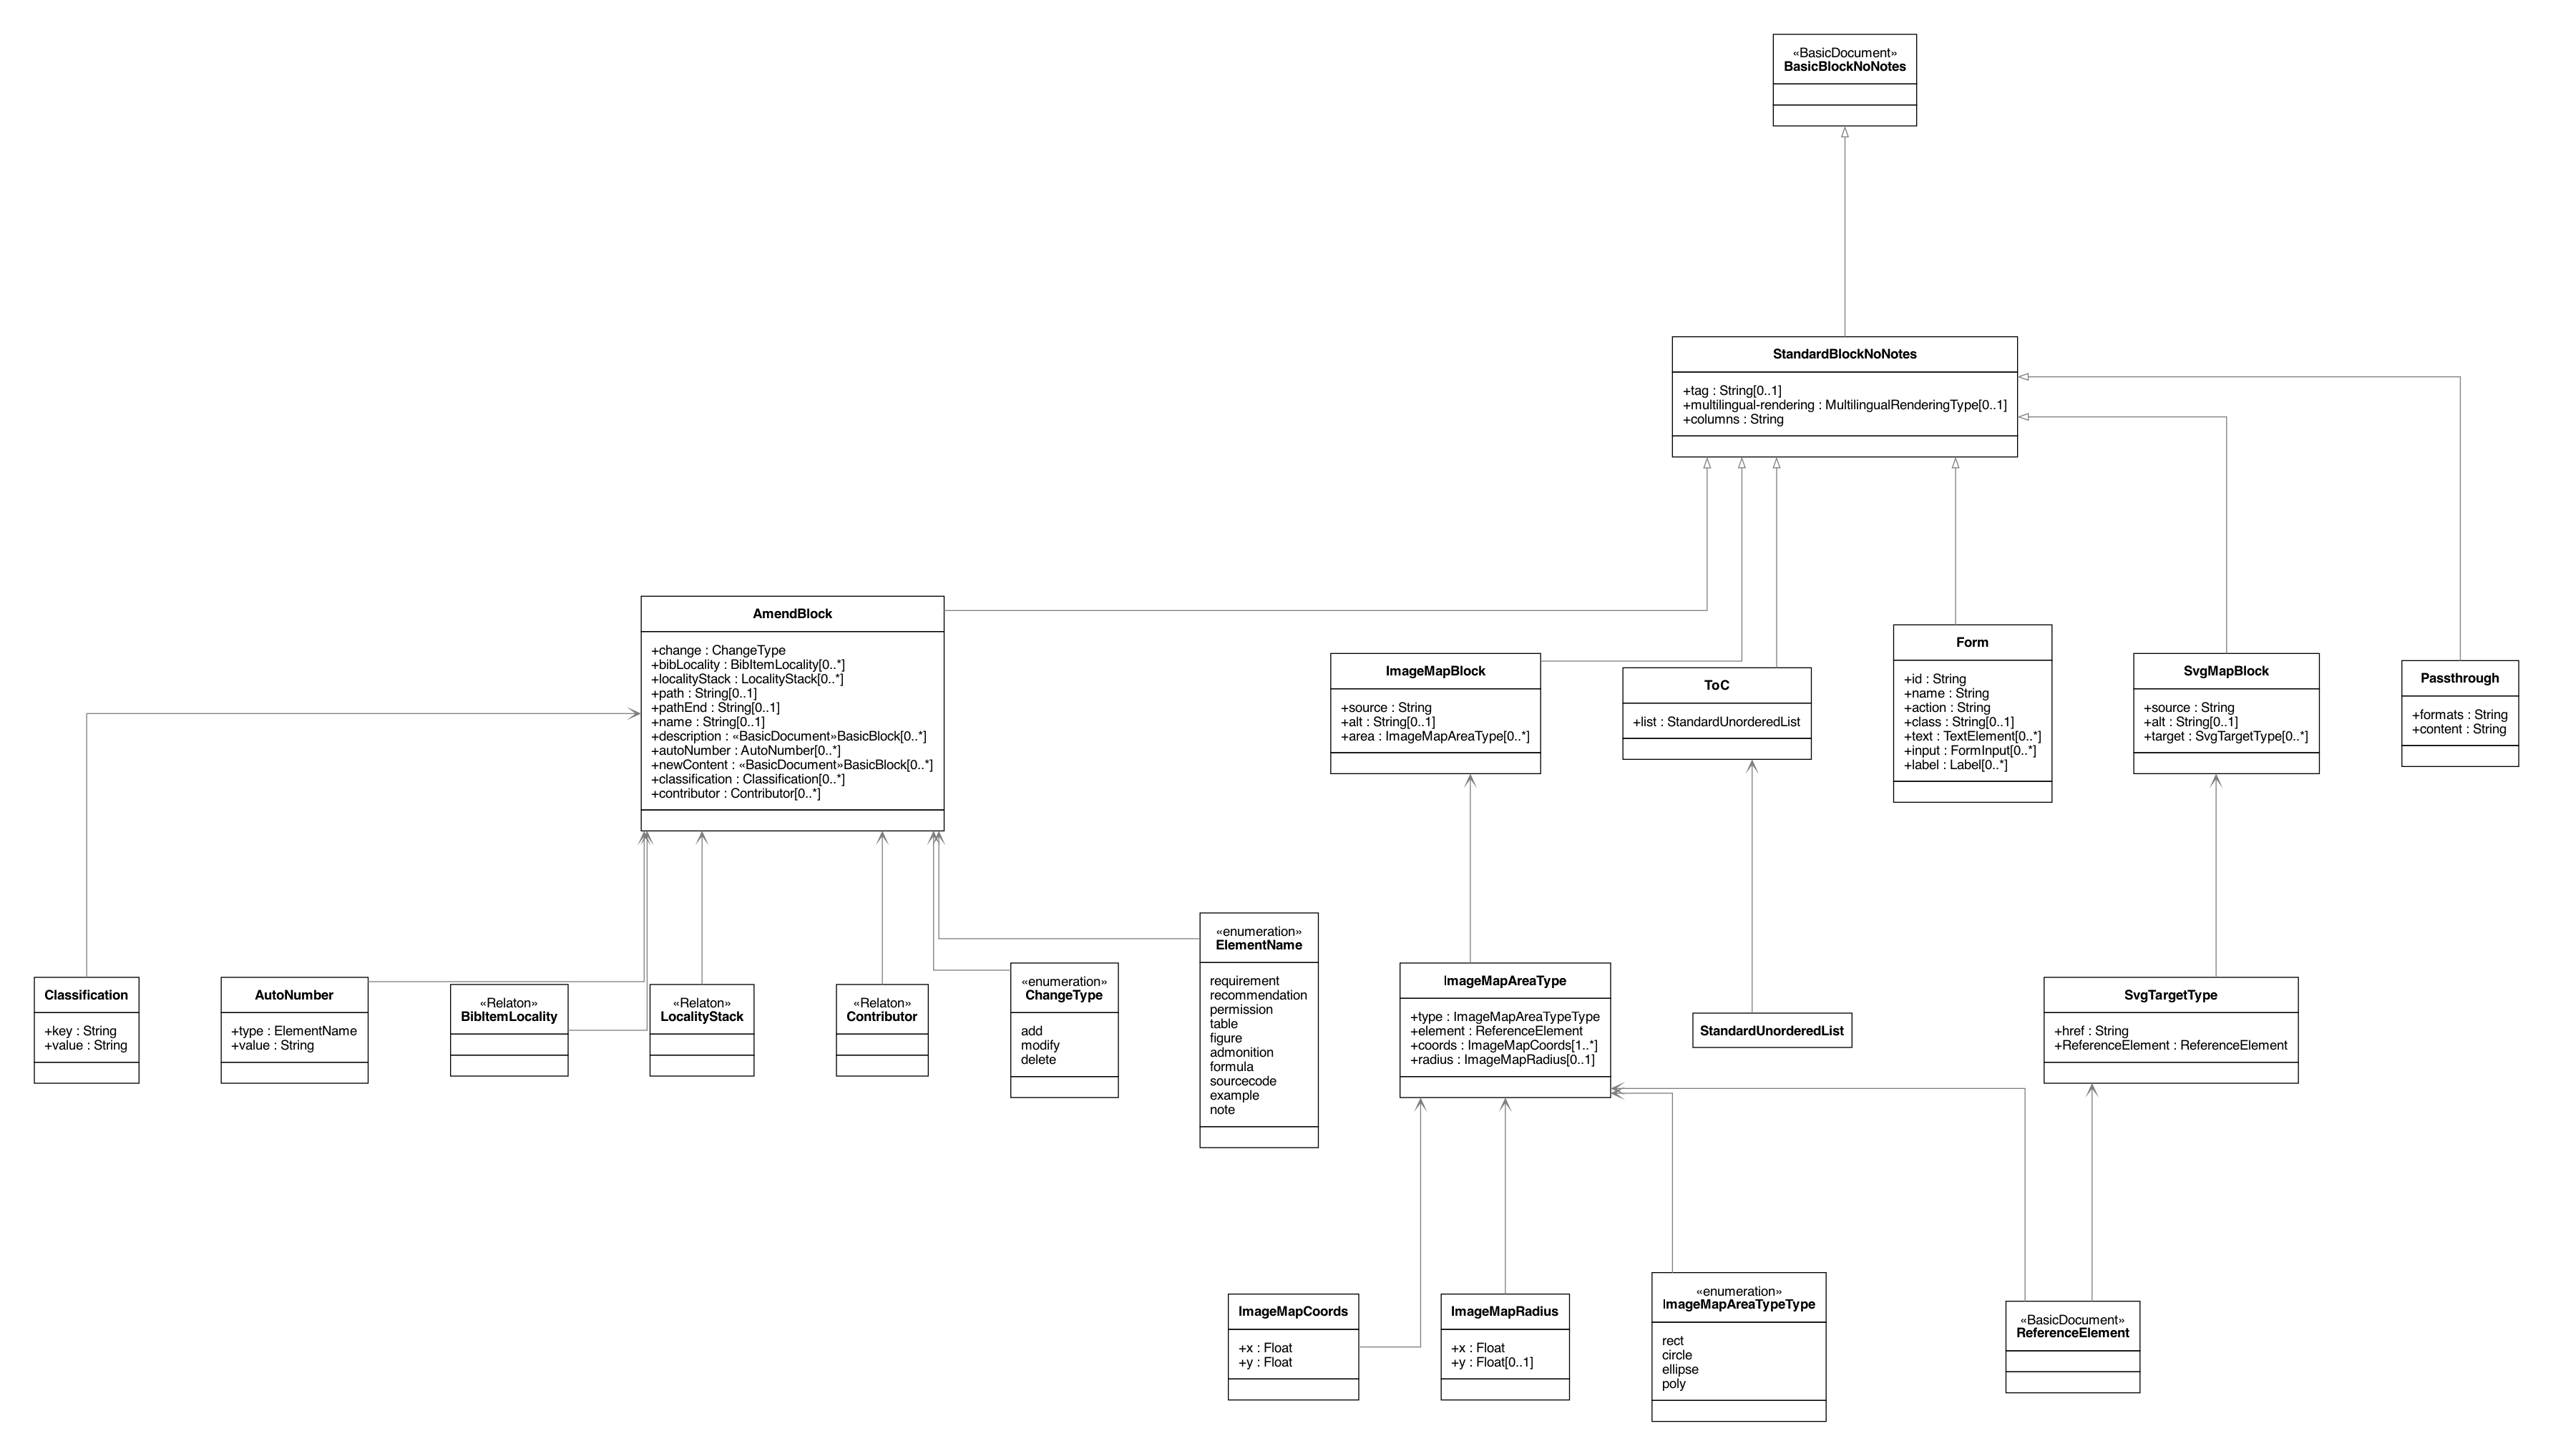 «BasicDocument»
BasicBlockNoNotes
StandardBlockNoNotes
+tag : String[0..1]
+multilingual-rendering : MultilingualRenderingType[0..1]
+columns : String
AmendBlock
+change : ChangeType
+bibLocality : BibItemLocality[0..*]
+localityStack : LocalityStack[0..*]
+path : String[0..1]
+pathEnd : String[0..1]
+name : String[0..1]
+description : «BasicDocument»BasicBlock[0..*]
+autoNumber : AutoNumber[0..*]
+newContent : «BasicDocument»BasicBlock[0..*]
+classification : Classification[0..*]
+contributor : Contributor[0..*]
ImageMapBlock
+source : String
+alt : String[0..1]
+area : ImageMapAreaType[0..*]
ToC
+list : StandardUnorderedList
Form
+id : String
+name : String
+action : String
+class : String[0..1]
+text : TextElement[0..*]
+input : FormInput[0..*]
+label : Label[0..*]
SvgMapBlock
+source : String
+alt : String[0..1]
+target : SvgTargetType[0..*]
Passthrough
+formats : String
+content : String
Classification
+key : String
+value : String
AutoNumber
+type : ElementName
+value : String
«Relaton»
BibItemLocality
«Relaton»
LocalityStack
«Relaton»
Contributor
«enumeration»
ChangeType
add
modify
delete
«enumeration»
ElementName
requirement
recommendation
permission
table
figure
admonition
formula
sourcecode
example
note
ImageMapAreaType
+type : ImageMapAreaTypeType
+element : ReferenceElement
+coords : ImageMapCoords[1..*]
+radius : ImageMapRadius[0..1]
StandardUnorderedList
SvgTargetType
+href : String
+ReferenceElement : ReferenceElement
ImageMapCoords
+x : Float
+y : Float
ImageMapRadius
+x : Float
+y : Float[0..1]
«enumeration»
ImageMapAreaTypeType
rect
circle
ellipse
poly
«BasicDocument»
ReferenceElement